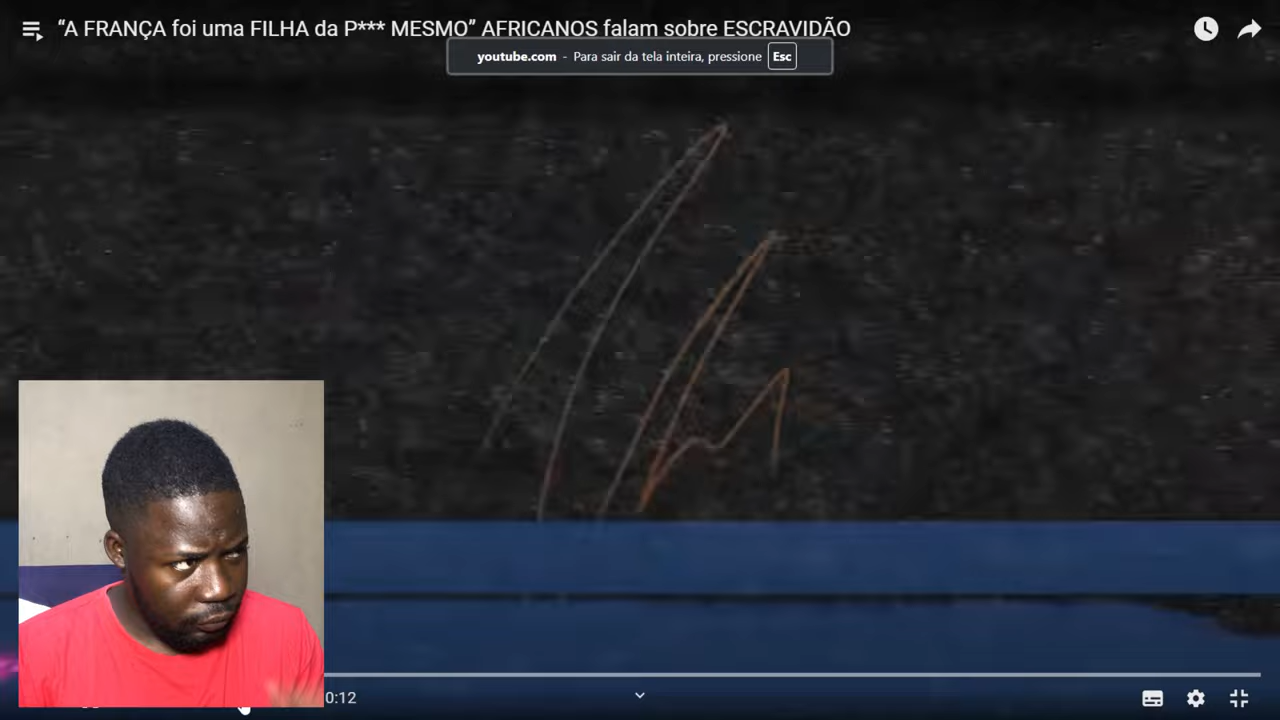 “A FRANÇA foi uma FILHA da P*** MESMO” AFRICANOS falam sobre ESCRAVIDÃO
youtube.com - Para sair da tela inteira, pressione Esc
0:12